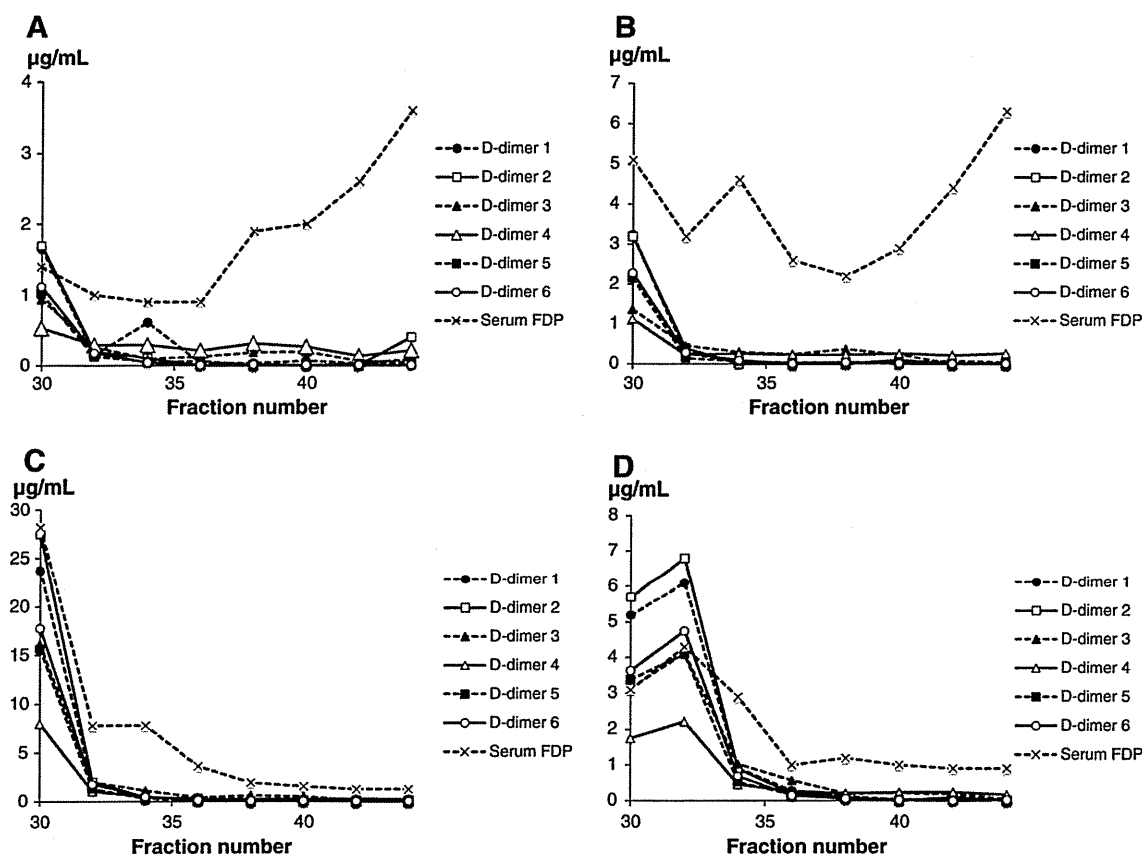 A
µg/mL
4
3
2
1
0
30
35
40
Fraction number
D-dimer 1
D-dimer 2
D-dimer 3
D-dimer 4
D-dimer 5
D-dimer 6
Serum FDP
B
µg/mL
7
6
5
4
3
2
1
0
30
35
40
Fraction number
D-dimer 1
D-dimer 2
D-dimer 3
D-dimer 4
D-dimer 5
D-dimer 6
Serum FDP
C
µg/mL
30
25
20
15
10
5
0
30
35
40
Fraction number
D-dimer 1
D-dimer 2
D-dimer 3
D-dimer 4
D-dimer 5
D-dimer 6
Serum FDP
D
µg/mL
8
7
6
5
4
3
2
1
0
30
35
40
Fraction number
D-dimer 1
D-dimer 2
D-dimer 3
D-dimer 4
D-dimer 5
D-dimer 6
Serum FDP